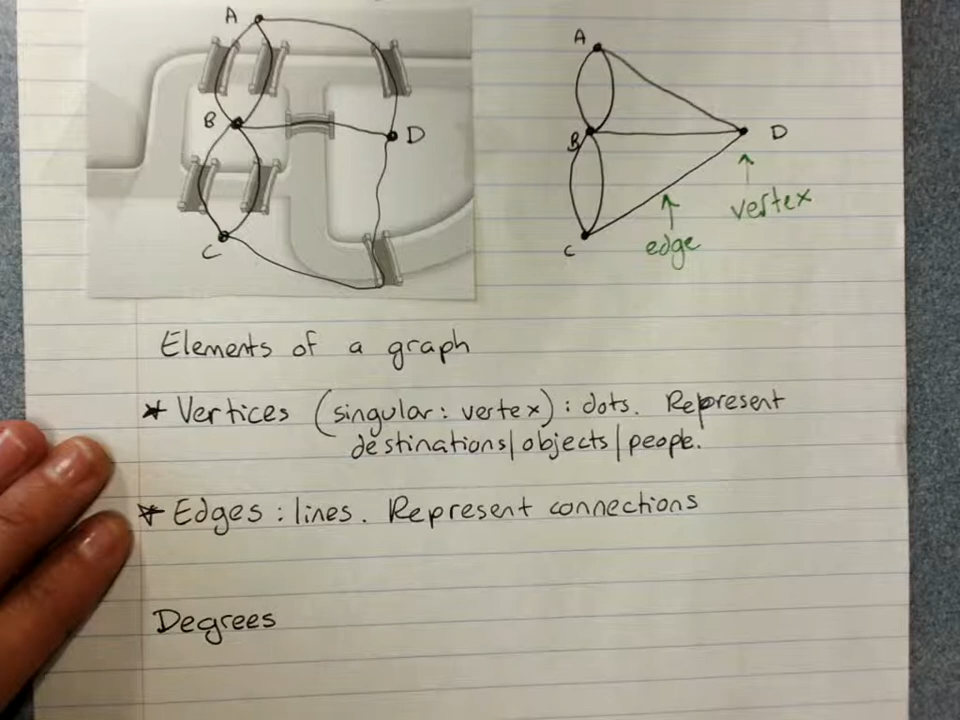 A
B
D
C
A
B
D
C
vertex
edge
Elements of a graph
* Vertices (singular: vertex): dots. Represent
destinations/objects/people.
* Edges: lines. Represent connections
Degrees